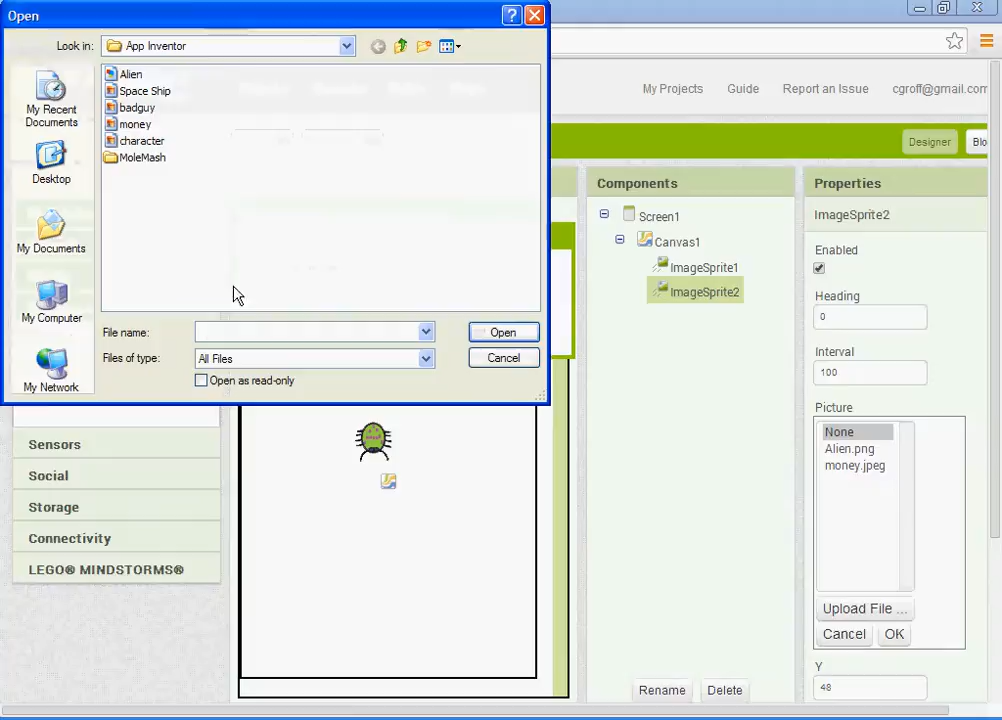 Open
Look in:
App Inventor
My Recent
Documents
Desktop
My Documents
My Computer
My Network
Alien
Space Ship
badguy
money
character
MoleMash
File name:
Open
Files of type:
All Files
Cancel
Open as read-only
My Projects
Guide
Report an Issue
cgroff@gmail.com
Designer
Blo
Sensors
Social
Storage
Connectivity
LEGO® MINDSTORMS®
Components
Screen1
Canvas1
ImageSprite1
ImageSprite2
Rename
Delete
Properties
ImageSprite2
Enabled
Heading
0
Interval
100
Picture
None
Alien.png
money.jpeg
Upload File ...
Cancel
OK
Y
48